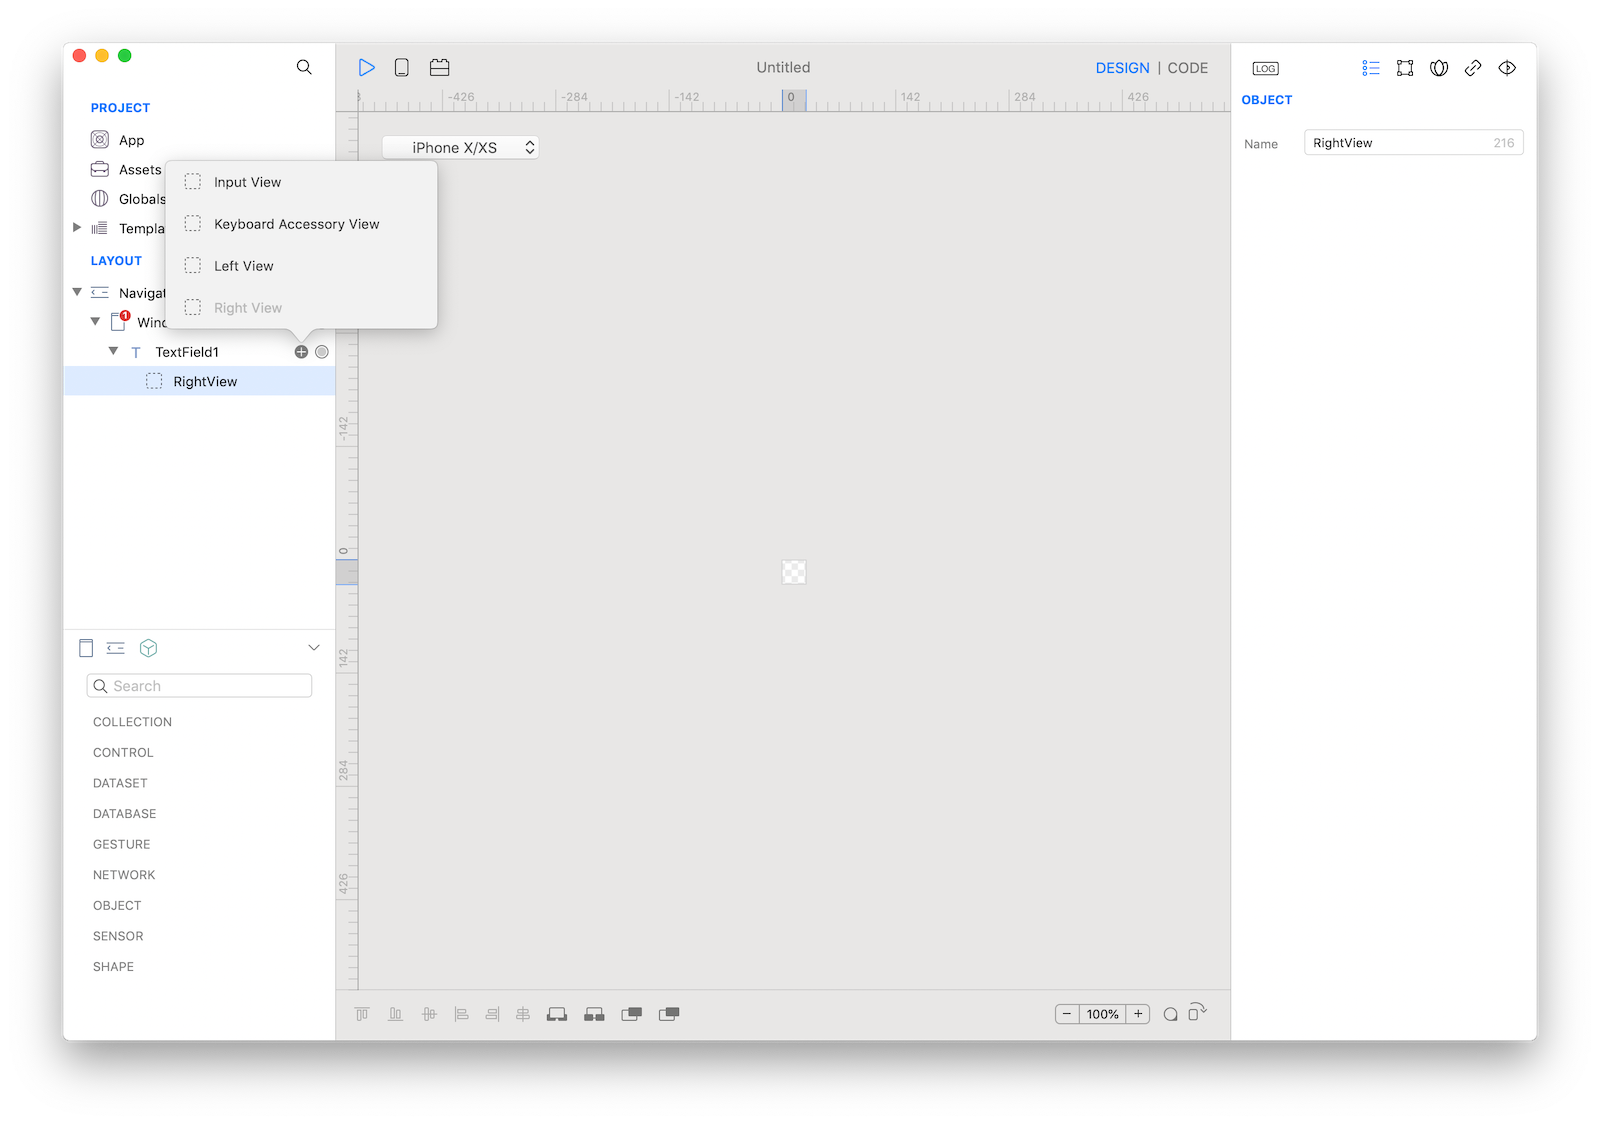 Untitled
DESIGN | CODE
LOG
PROJECT
App
Assets
Globals
Templa
LAYOUT
Navigat
1
Wind
TextField1
RightView
Input View
Keyboard Accessory View
Left View
Right View
-426 -284 -142 0 142 284 426
iPhone X/XS
-142
0
142
284
426
OBJECT
Name RightView 216
Search
COLLECTION
CONTROL
DATASET
DATABASE
GESTURE
NETWORK
OBJECT
SENSOR
SHAPE
− 100% +